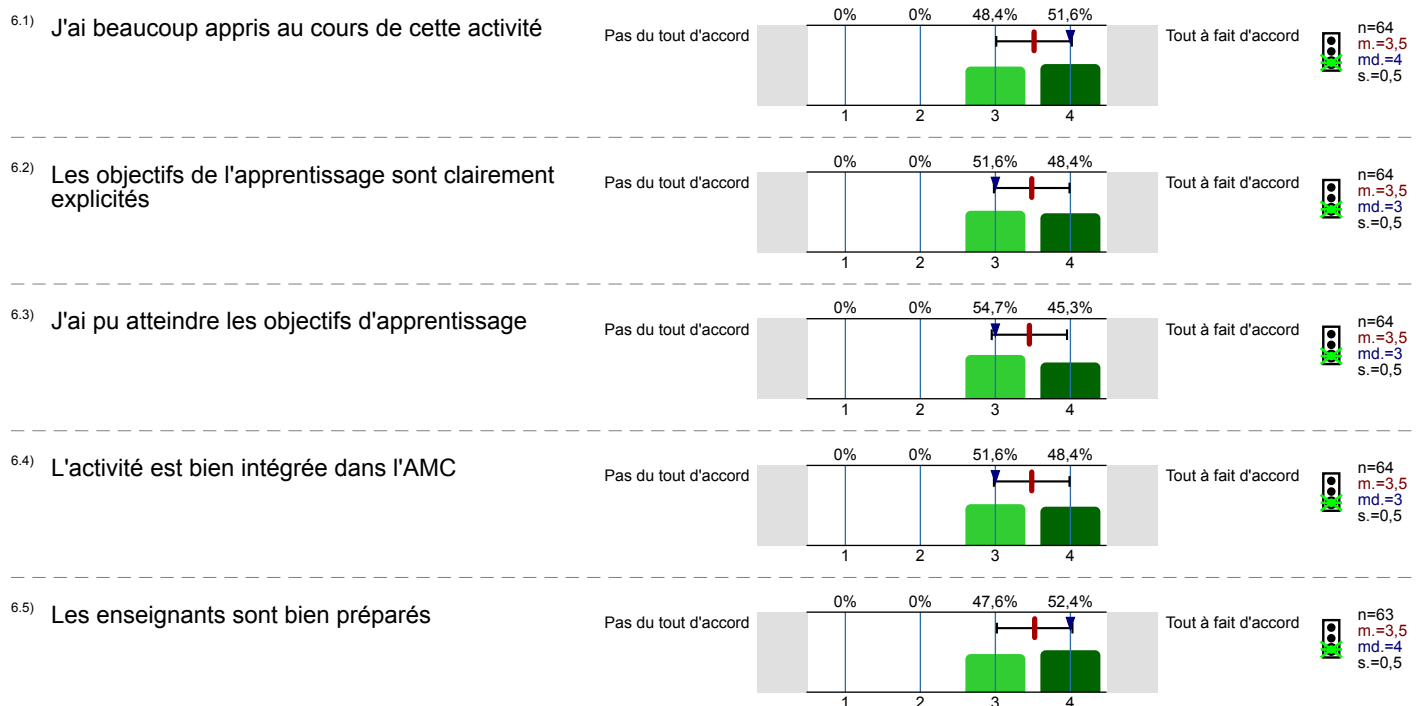 6.1) J'ai beaucoup appris au cours de cette activité
Pas du tout d'accord
0% 0% 48,4% 51,6%
1 2 3 4
Tout à fait d'accord
n=64
m.=3,5
md.=4
s.=0,5
6.2) Les objectifs de l'apprentissage sont clairement
explicités
Pas du tout d'accord
0% 0% 51,6% 48,4%
1 2 3 4
Tout à fait d'accord
n=64
m.=3,5
md.=3
s.=0,5
6.3) J'ai pu atteindre les objectifs d'apprentissage
Pas du tout d'accord
0% 0% 54,7% 45,3%
1 2 3 4
Tout à fait d'accord
n=64
m.=3,5
md.=3
s.=0,5
6.4) L'activité est bien intégrée dans l'AMC
Pas du tout d'accord
0% 0% 51,6% 48,4%
1 2 3 4
Tout à fait d'accord
n=64
m.=3,5
md.=3
s.=0,5
6.5) Les enseignants sont bien préparés
Pas du tout d'accord
0% 0% 47,6% 52,4%
1 2 3 4
Tout à fait d'accord
n=63
m.=3,5
md.=4
s.=0,5